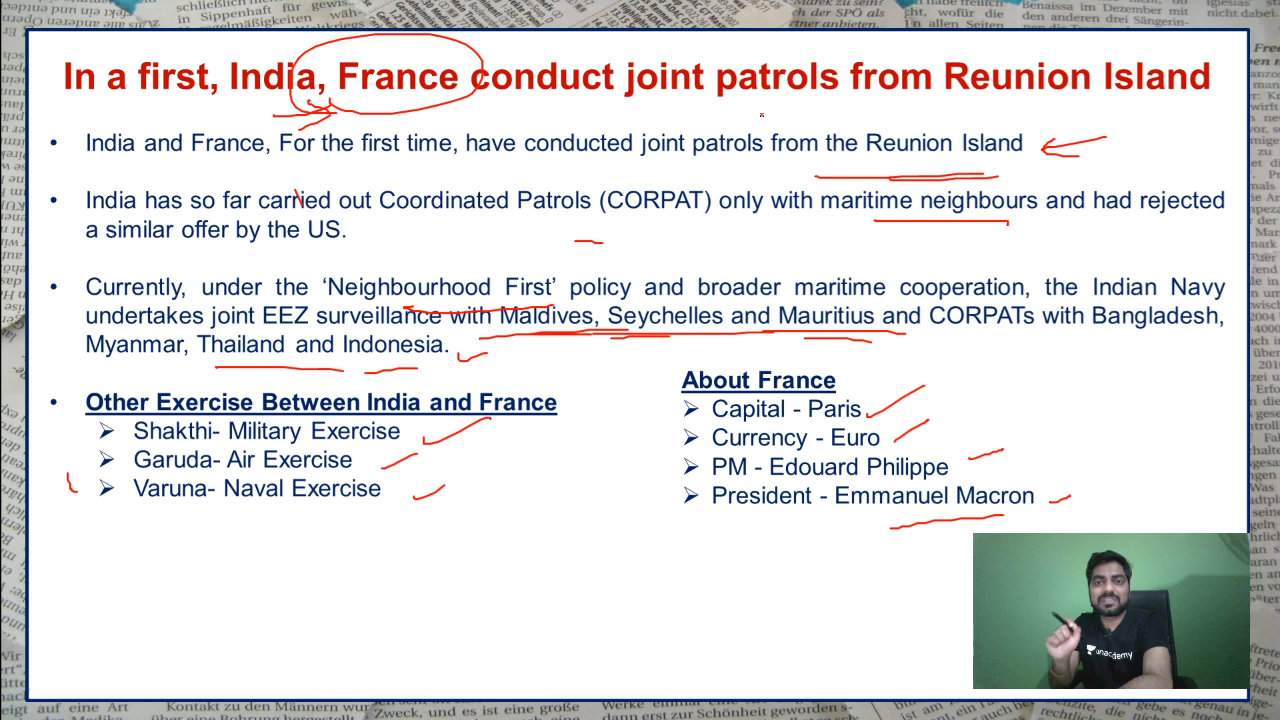 In a first, India, France conduct joint patrols from Reunion Island
• India and France, For the first time, have conducted joint patrols from the Reunion Island
• India has so far carried out Coordinated Patrols (CORPAT) only with maritime neighbours and had rejected
a similar offer by the US.
• Currently, under the ‘Neighbourhood First’ policy and broader maritime cooperation, the Indian Navy
undertakes joint EEZ surveillance with Maldives, Seychelles and Mauritius and CORPATs with Bangladesh,
Myanmar, Thailand and Indonesia.
• Other Exercise Between India and France
➢ Shakthi- Military Exercise
➢ Garuda- Air Exercise
➢ Varuna- Naval Exercise
About France
➢ Capital - Paris
➢ Currency - Euro
➢ PM - Edouard Philippe
➢ President - Emmanuel Macron
unacademy